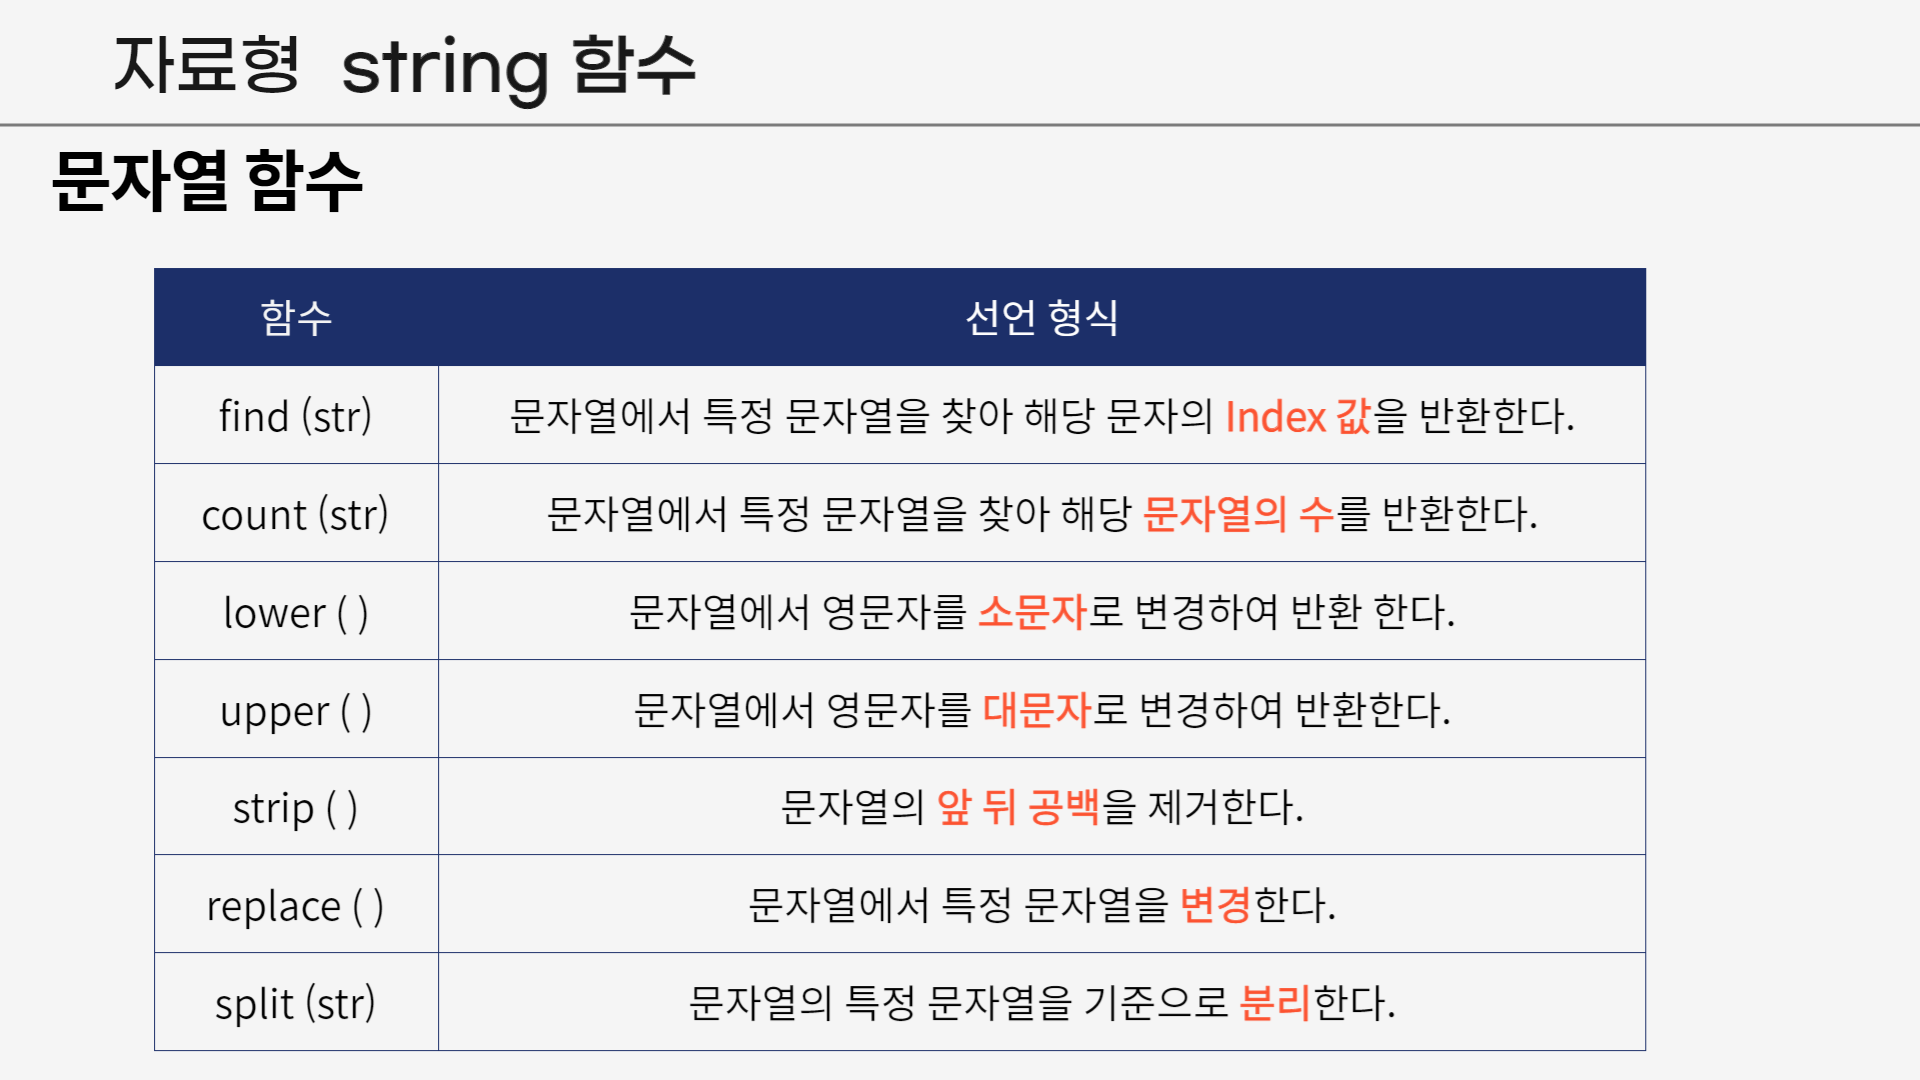 자료형 string 함수
문자열 함수
함수 선언 형식
find (str) 문자열에서 특정 문자열을 찾아 해당 문자의 Index 값을 반환한다.
count (str) 문자열에서 특정 문자열을 찾아 해당 문자열의 수를 반환한다.
lower ( ) 문자열에서 영문자를 소문자로 변경하여 반환 한다.
upper ( ) 문자열에서 영문자를 대문자로 변경하여 반환한다.
strip ( ) 문자열의 앞 뒤 공백을 제거한다.
replace ( ) 문자열에서 특정 문자열을 변경한다.
split (str) 문자열의 특정 문자열을 기준으로 분리한다.